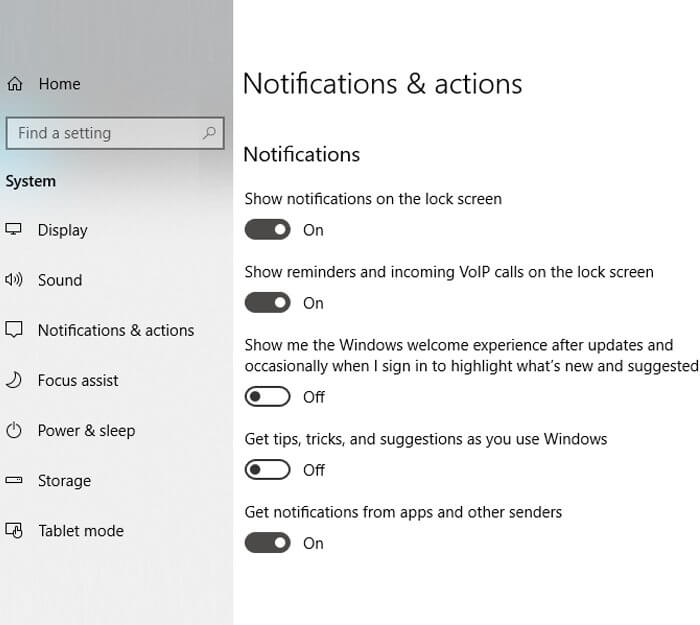 Home
Find a setting
System
Display
Sound
Notifications & actions
Focus assist
Power & sleep
Storage
Tablet mode
Notifications & actions
Notifications
Show notifications on the lock screen
On
Show reminders and incoming VoIP calls on the lock screen
On
Show me the Windows welcome experience after updates and
occasionally when I sign in to highlight what's new and suggested
Off
Get tips, tricks, and suggestions as you use Windows
Off
Get notifications from apps and other senders
On